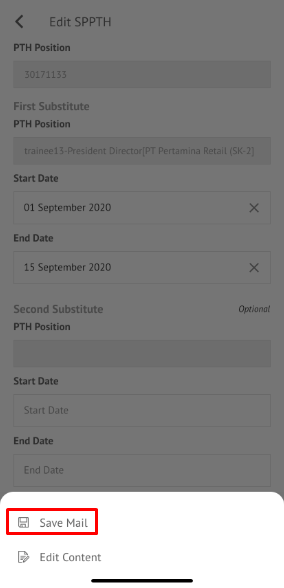 Edit SPPTH
PTH Position
30171133
First Substitute
PTH Position
trainee13-President Director[PT Pertamina Retail (SK-2]
Start Date
01 September 2020
End Date
15 September 2020
Second Substitute Optional
PTH Position
Start Date
Start Date
End Date
End Date
Save Mail
Edit Content